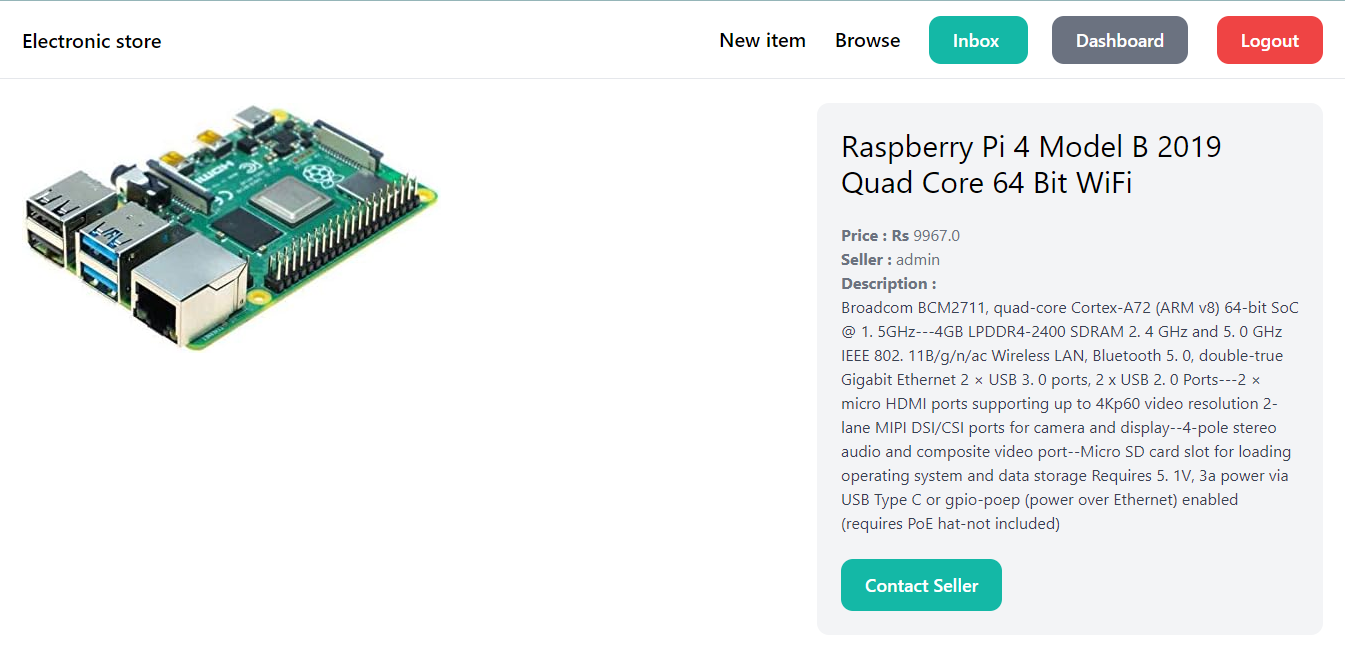 Electronic store
New item
Browse
Inbox
Dashboard
Logout
HDMI
Raspberry Pi 4 Model B 2019
Quad Core 64 Bit WiFi
Price : Rs 9967.0
Seller : admin
Description :
Broadcom BCM2711, quad-core Cortex-A72 (ARM v8) 64-bit SoC
@ 1. 5GHz---4GB LPDDR4-2400 SDRAM 2. 4 GHz and 5. 0 GHz
IEEE 802. 11B/g/n/ac Wireless LAN, Bluetooth 5. 0, double-true
Gigabit Ethernet 2 × USB 3. 0 ports, 2 x USB 2. 0 Ports---2 ×
micro HDMI ports supporting up to 4Kp60 video resolution 2-
lane MIPI DSI/CSI ports for camera and display--4-pole stereo
audio and composite video port--Micro SD card slot for loading
operating system and data storage Requires 5. 1V, 3a power via
USB Type C or gpio-poep (power over Ethernet) enabled
(requires PoE hat-not included)
Contact Seller